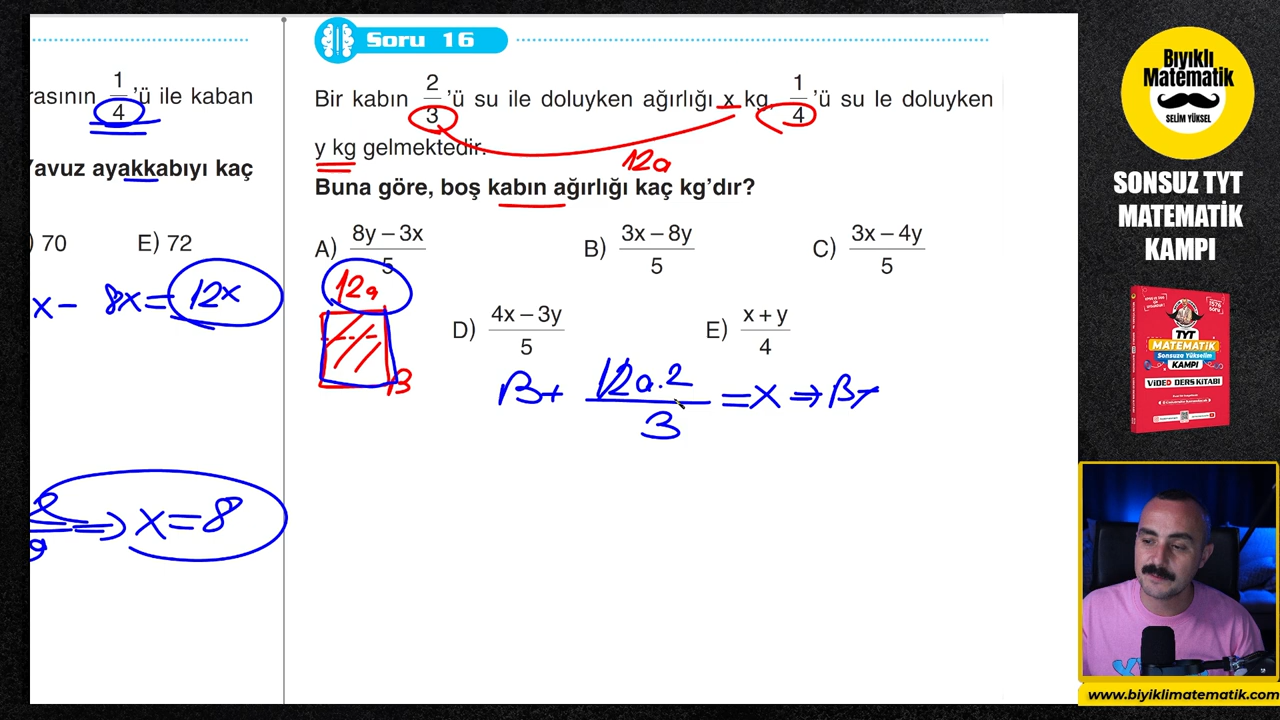 rasının 1/4 'ü ile kaban
Yavuz ayakkabıyı kaç
) 70 E) 72
x - 8x = 12x
⇒ x = 8
Soru 16
Bir kabın 2/3 'ü su ile doluyken ağırlığı x kg, 1/4 'ü su le doluyken
y kg gelmektedir.
12a
Buna göre, boş kabın ağırlığı kaç kg'dır?
A) 8y – 3x / 5 B) 3x – 8y / 5 C) 3x – 4y / 5
D) 4x – 3y / 5 E) x + y / 4
12a
B
B + 12a.2 / 3 = x ⇒ B+
Bıyıklı
Matematik
SELİM YÜKSEL
SONSUZ TYT
MATEMATİK
KAMPI
TYT
MATEMATİK
Sonsuza Yükselim
KAMPI
VİDEO DERS KİTABI
www.biyiklimatematik.com